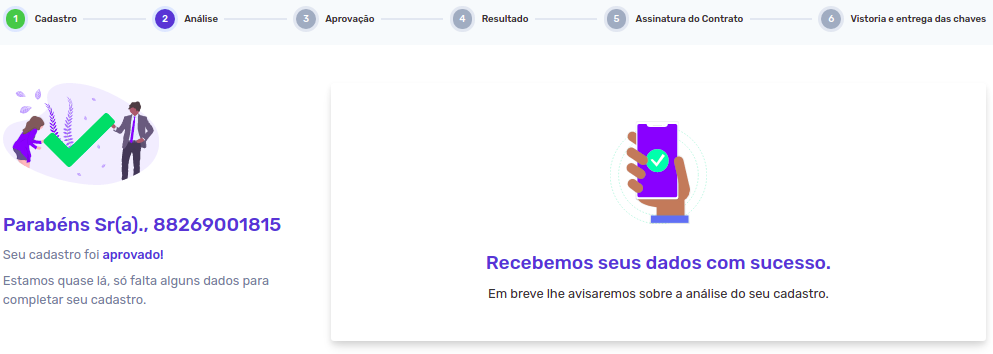 1 Cadastro 2 Análise 3 Aprovação 4 Resultado 5 Assinatura do Contrato 6 Vistoria e entrega das chaves
Parabéns Sr(a)., 88269001815
Seu cadastro foi aprovado!
Estamos quase lá, só falta alguns dados para
completar seu cadastro.
Recebemos seus dados com sucesso.
Em breve lhe avisaremos sobre a análise do seu cadastro.